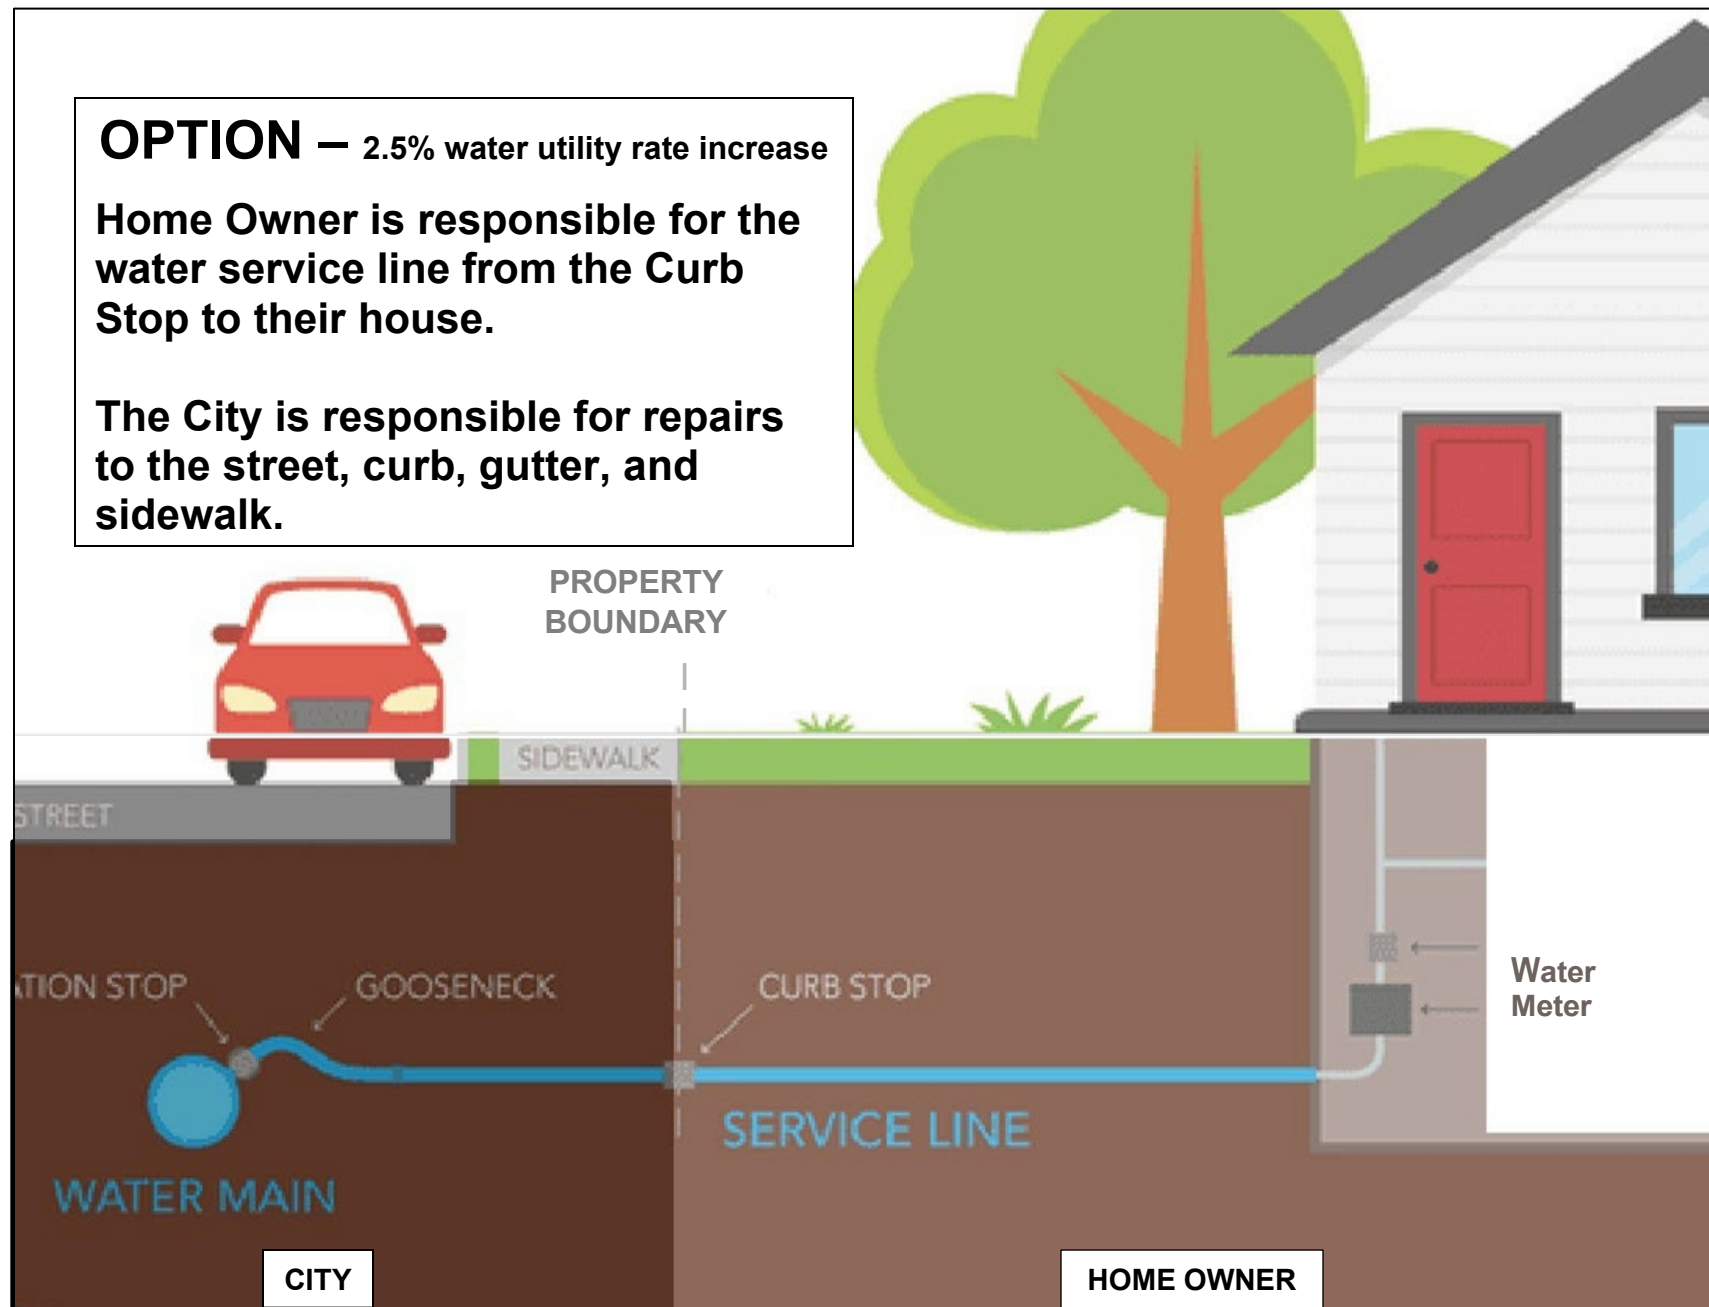 OPTION – 2.5% water utility rate increase
Home Owner is responsible for the
water service line from the Curb
Stop to their house.
The City is responsible for repairs
to the street, curb, gutter, and
sidewalk.
PROPERTY
BOUNDARY
SIDEWALK
STREET
ATION STOP
GOOSENECK
CURB STOP
Water
Meter
SERVICE LINE
WATER MAIN
CITY
HOME OWNER